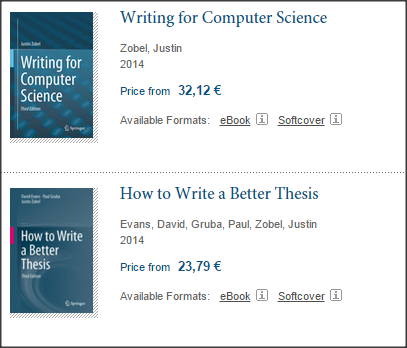 Writing for Computer Science
Zobel, Justin
2014
Price from 32,12 €
Available Formats: eBook i Softcover i
Justin Zobel
Writing for
Computer
Science
Third Edition
Springer
How to Write a Better Thesis
Evans, David, Gruba, Paul, Zobel, Justin
2014
Price from 23,79 €
Available Formats: eBook i Softcover i
David Evans · Paul Gruba
Justin Zobel
How to Write
a Better
Thesis
Third Edition
Springer